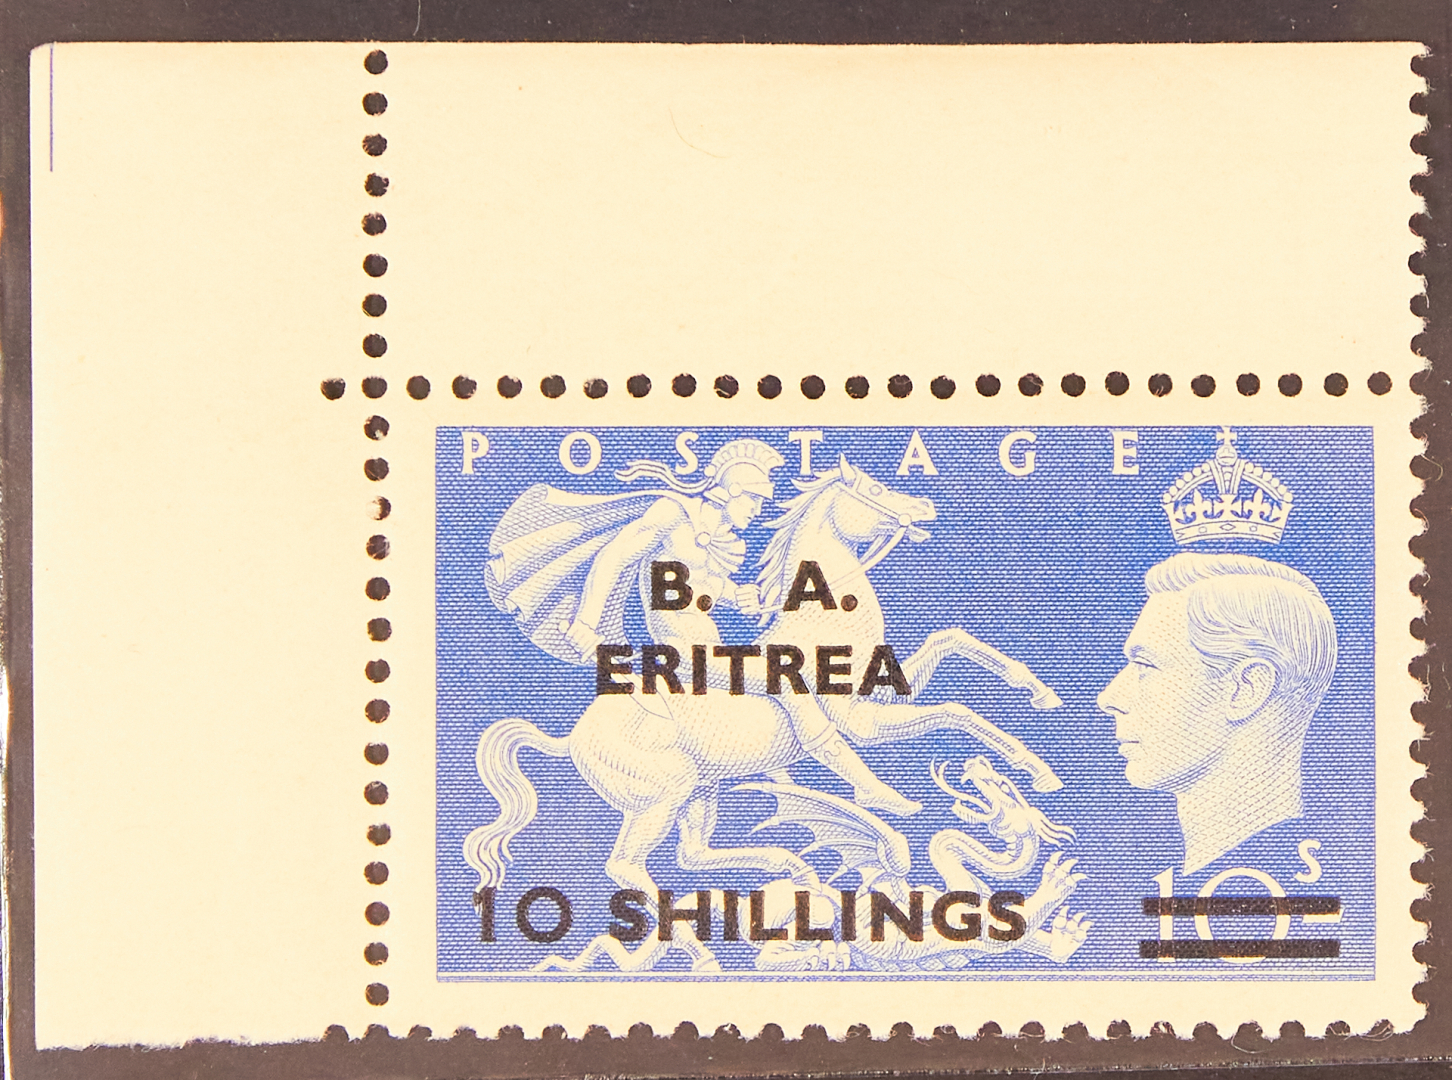 POSTAGE
B. A.
ERITREA
10 SHILLINGS
10s